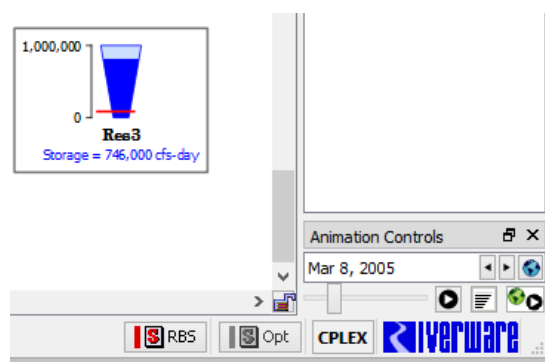 1,000,000
0
Res3
Storage = 746,000 cfs-day
Animation Controls
Mar 8, 2005
S RBS
S Opt
CPLEX
RiverWare